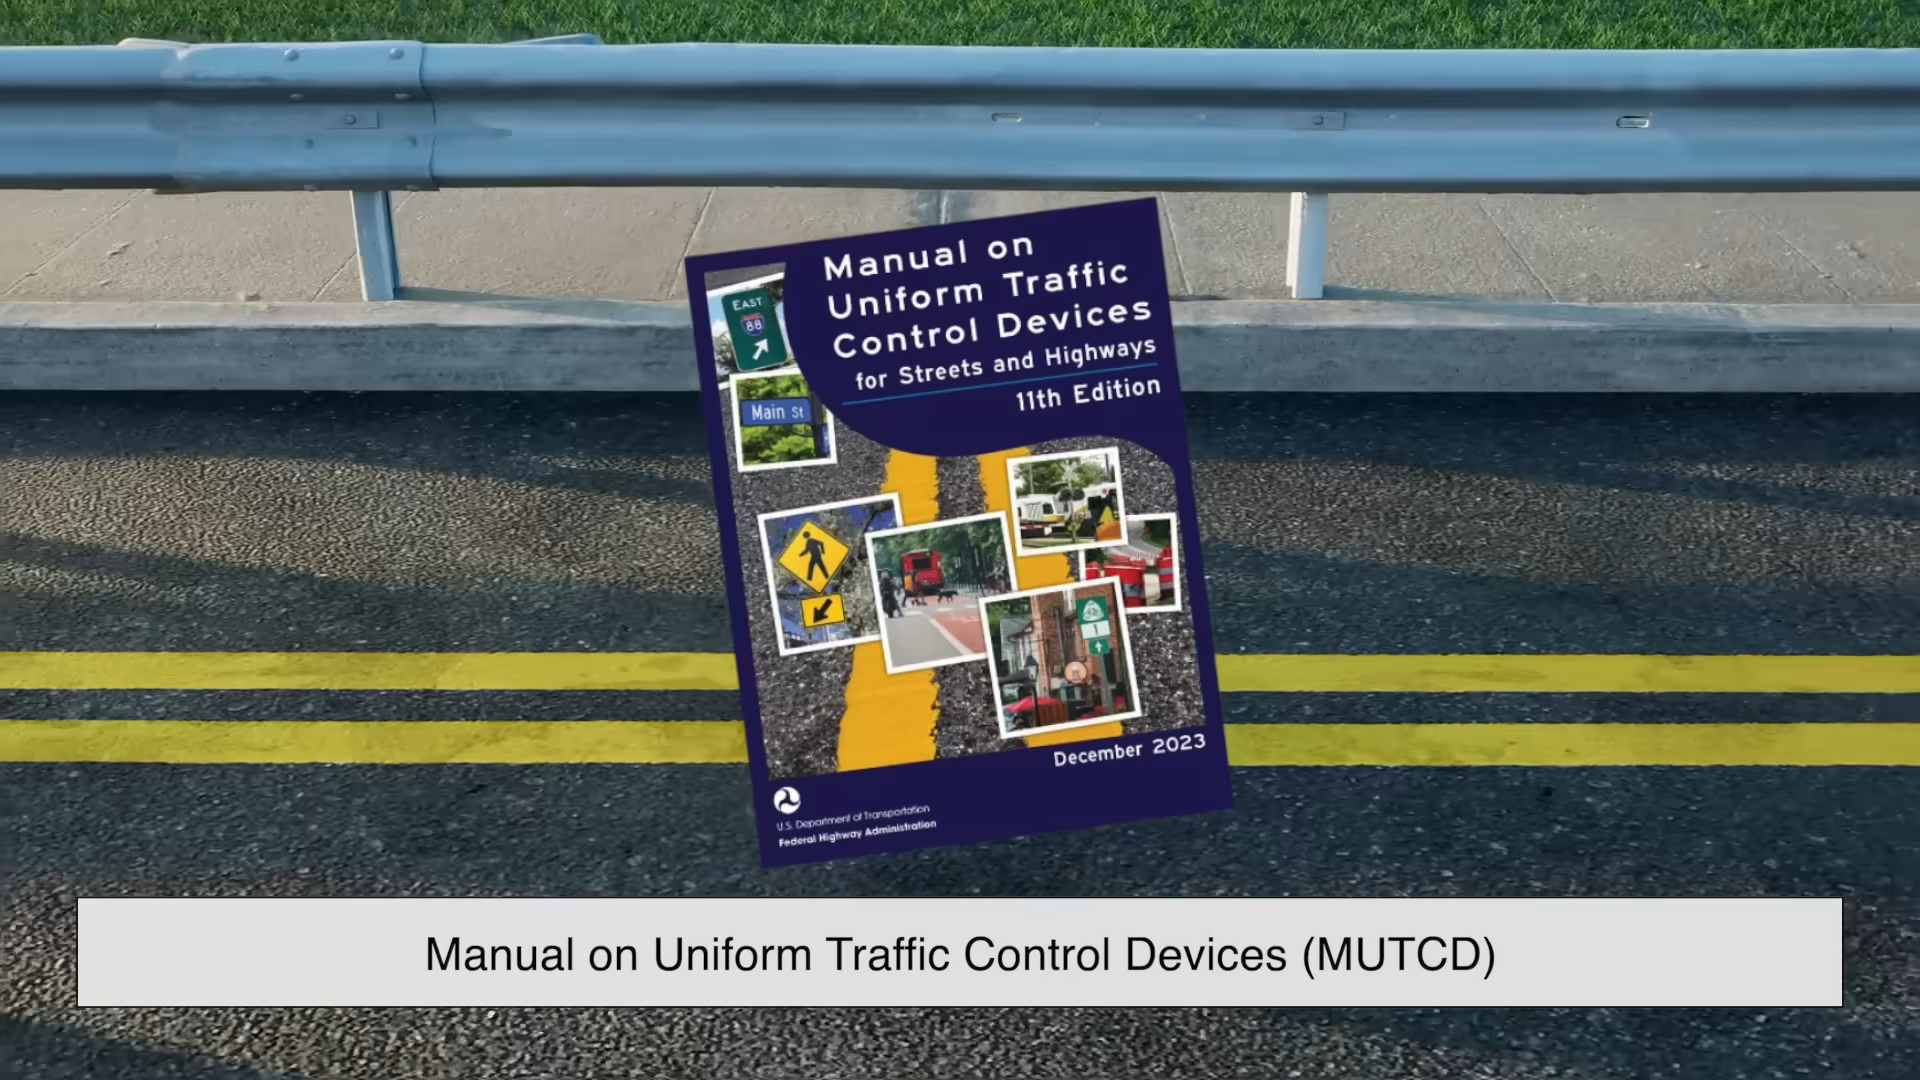 Manual on
Uniform Traffic
Control Devices
for Streets and Highways
11th Edition
EAST
88
Main St
1
December 2023
U.S. Department of Transportation
Federal Highway Administration
Manual on Uniform Traffic Control Devices (MUTCD)